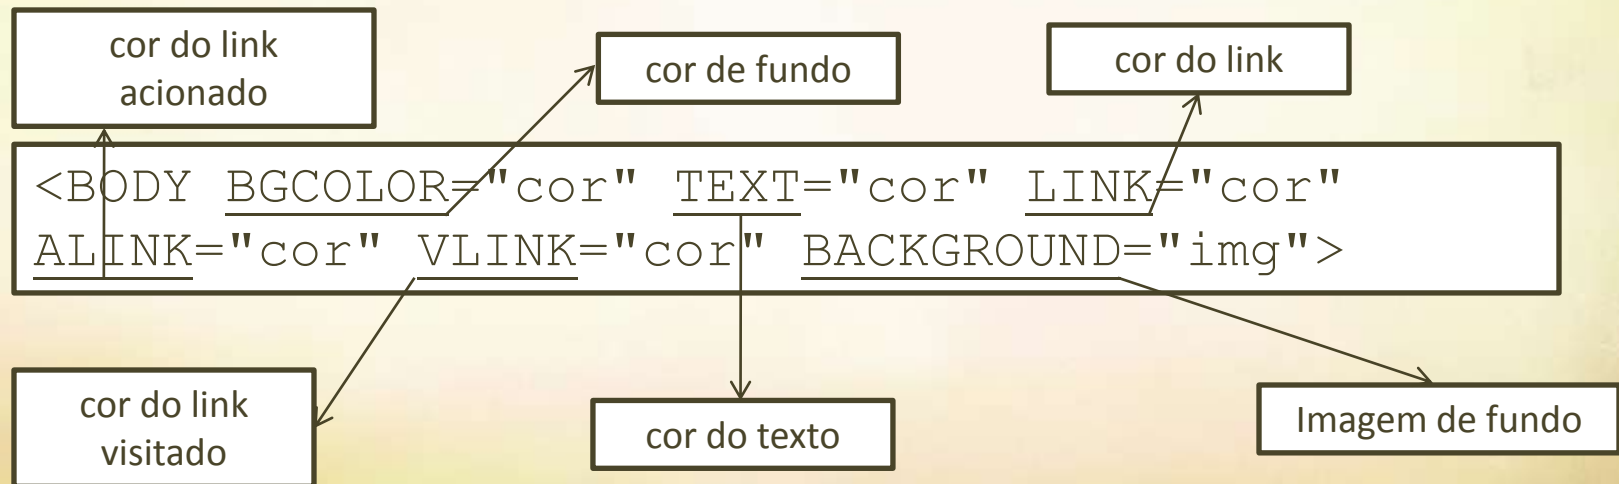 cor do link
acionado
cor de fundo
cor do link
<BODY BGCOLOR="cor" TEXT="cor" LINK="cor"
ALINK="cor" VLINK="cor" BACKGROUND="img">
cor do link
visitado
cor do texto
Imagem de fundo